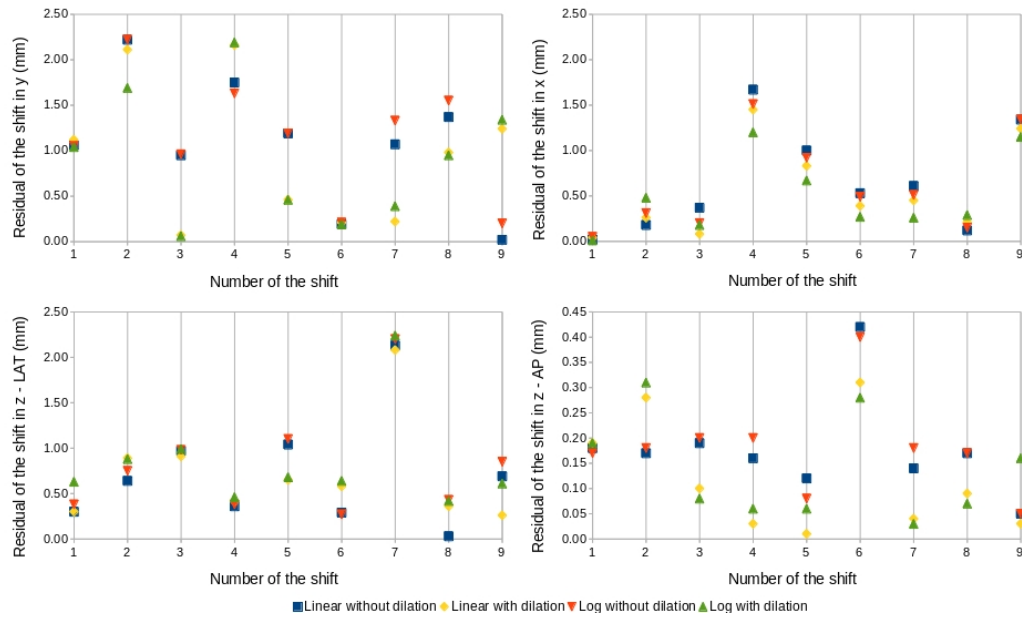 Residual of the shift in y (mm)
2.50
2.00
1.50
1.00
0.50
0.00
1 2 3 4 5 6 7 8 9
Number of the shift
Residual of the shift in x (mm)
2.50
2.00
1.50
1.00
0.50
0.00
1 2 3 4 5 6 7 8 9
Number of the shift
Residual of the shift in z - LAT (mm)
2.50
2.00
1.50
1.00
0.50
0.00
1 2 3 4 5 6 7 8 9
Number of the shift
Residual of the shift in z - AP (mm)
0.45
0.40
0.35
0.30
0.25
0.20
0.15
0.10
0.05
0.00
1 2 3 4 5 6 7 8 9
Number of the shift
Linear without dilation Linear with dilation Log without dilation Log with dilation